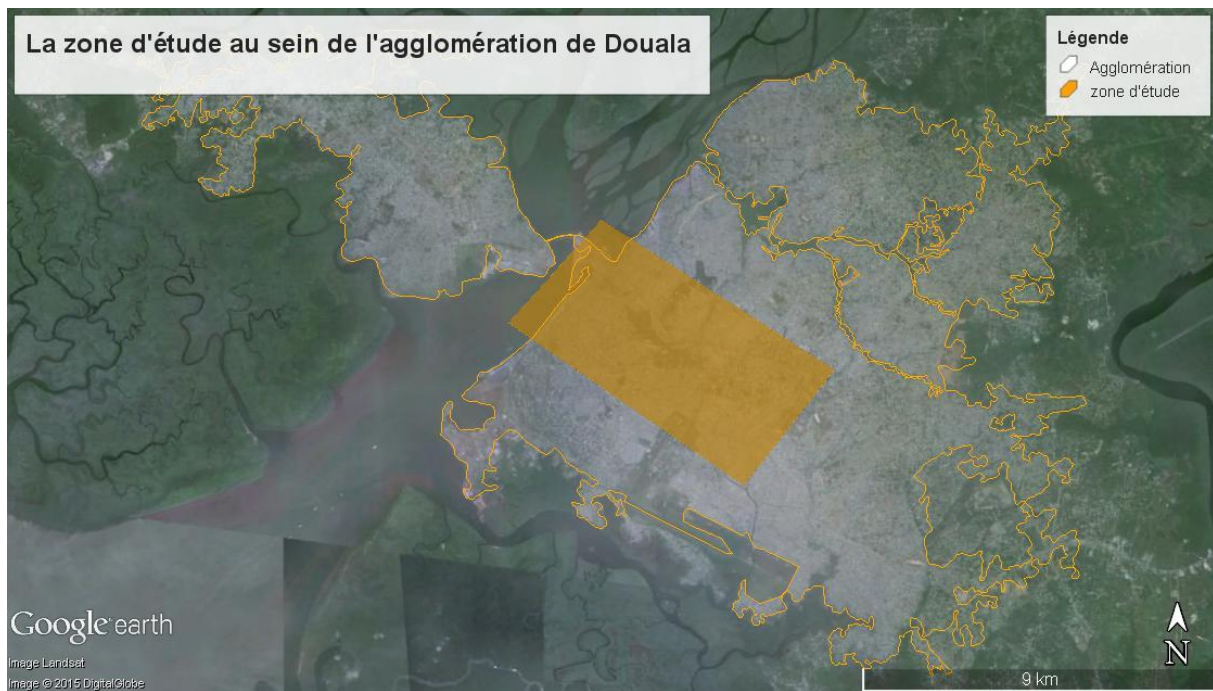 La zone d'étude au sein de l'agglomération de Douala
Légende
Agglomération
zone d'étude
Google earth
Image Landsat
Image © 2015 DigitalGlobe
N
9 km